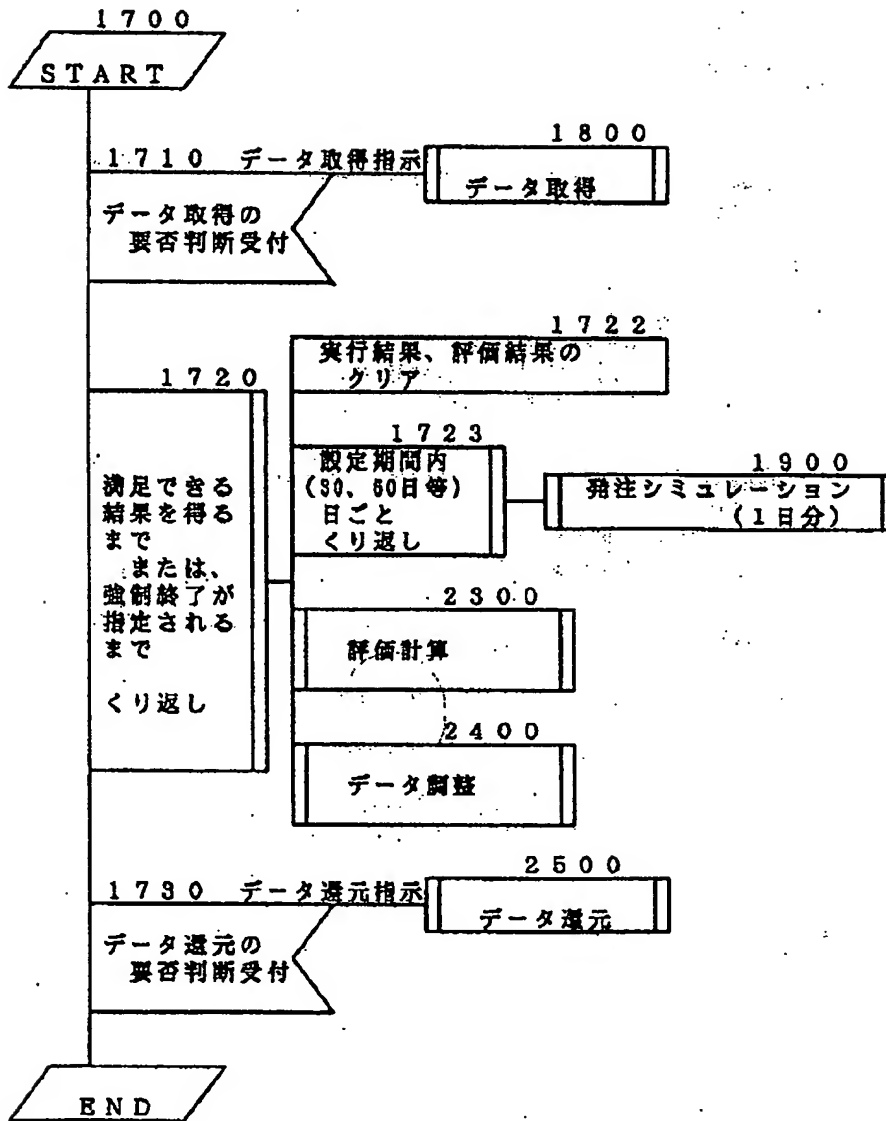 1700
START
1710 データ取得指示
1800
データ取得
データ取得の
要否判断受付
1722
実行結果、評価結果の
クリア
1720
満足できる
結果を得る
まで
または、
強制終了が
指定される
まで
くり返し
1723
設定期間内
(30、60日等)
日ごと
くり返し
1900
発注シミュレーション
(1日分)
2300
評価計算
2400
データ調整
1730 データ還元指示
2500
データ還元
データ還元の
要否判断受付
END